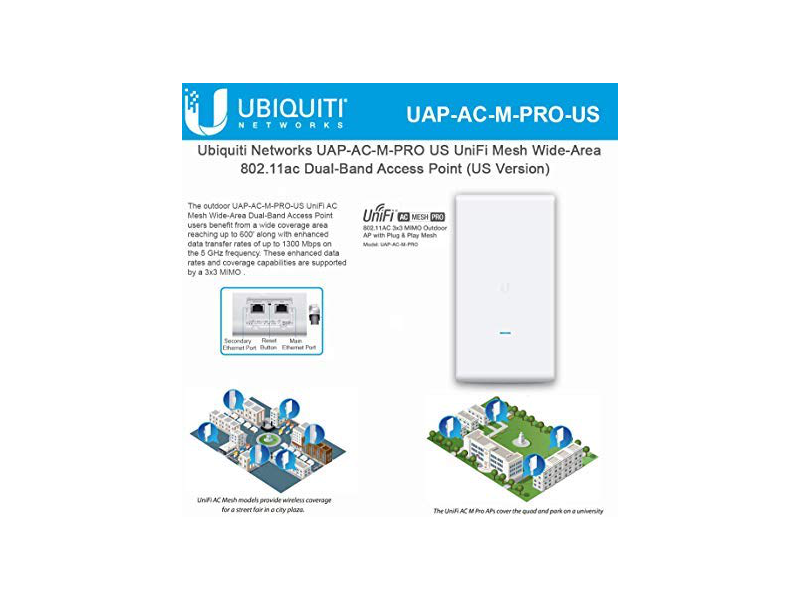 UBIQUITI
NETWORKS
UAP-AC-M-PRO-US
Ubiquiti Networks UAP-AC-M-PRO US UniFi Mesh Wide-Area
802.11ac Dual-Band Access Point (US Version)
The outdoor UAP-AC-M-PRO-US UniFi AC
Mesh Wide-Area Dual-Band Access Point
users benefit from a wide coverage area
reaching up to 600' along with enhanced
data transfer rates of up to 1300 Mbps on
the 5 GHz frequency. These enhanced data
rates and coverage capabilities are supported
by a 3x3 MIMO .
UniFi AC MESH PRO
802.11AC 3x3 MIMO Outdoor
AP with Plug & Play Mesh
Model: UAP-AC-M-PRO
Secondary Reset Main
Ethernet Port Button Ethernet Port
UniFi AC Mesh models provide wireless coverage
for a street fair in a city plaza.
The UniFi AC M Pro APs cover the quad and park on a university